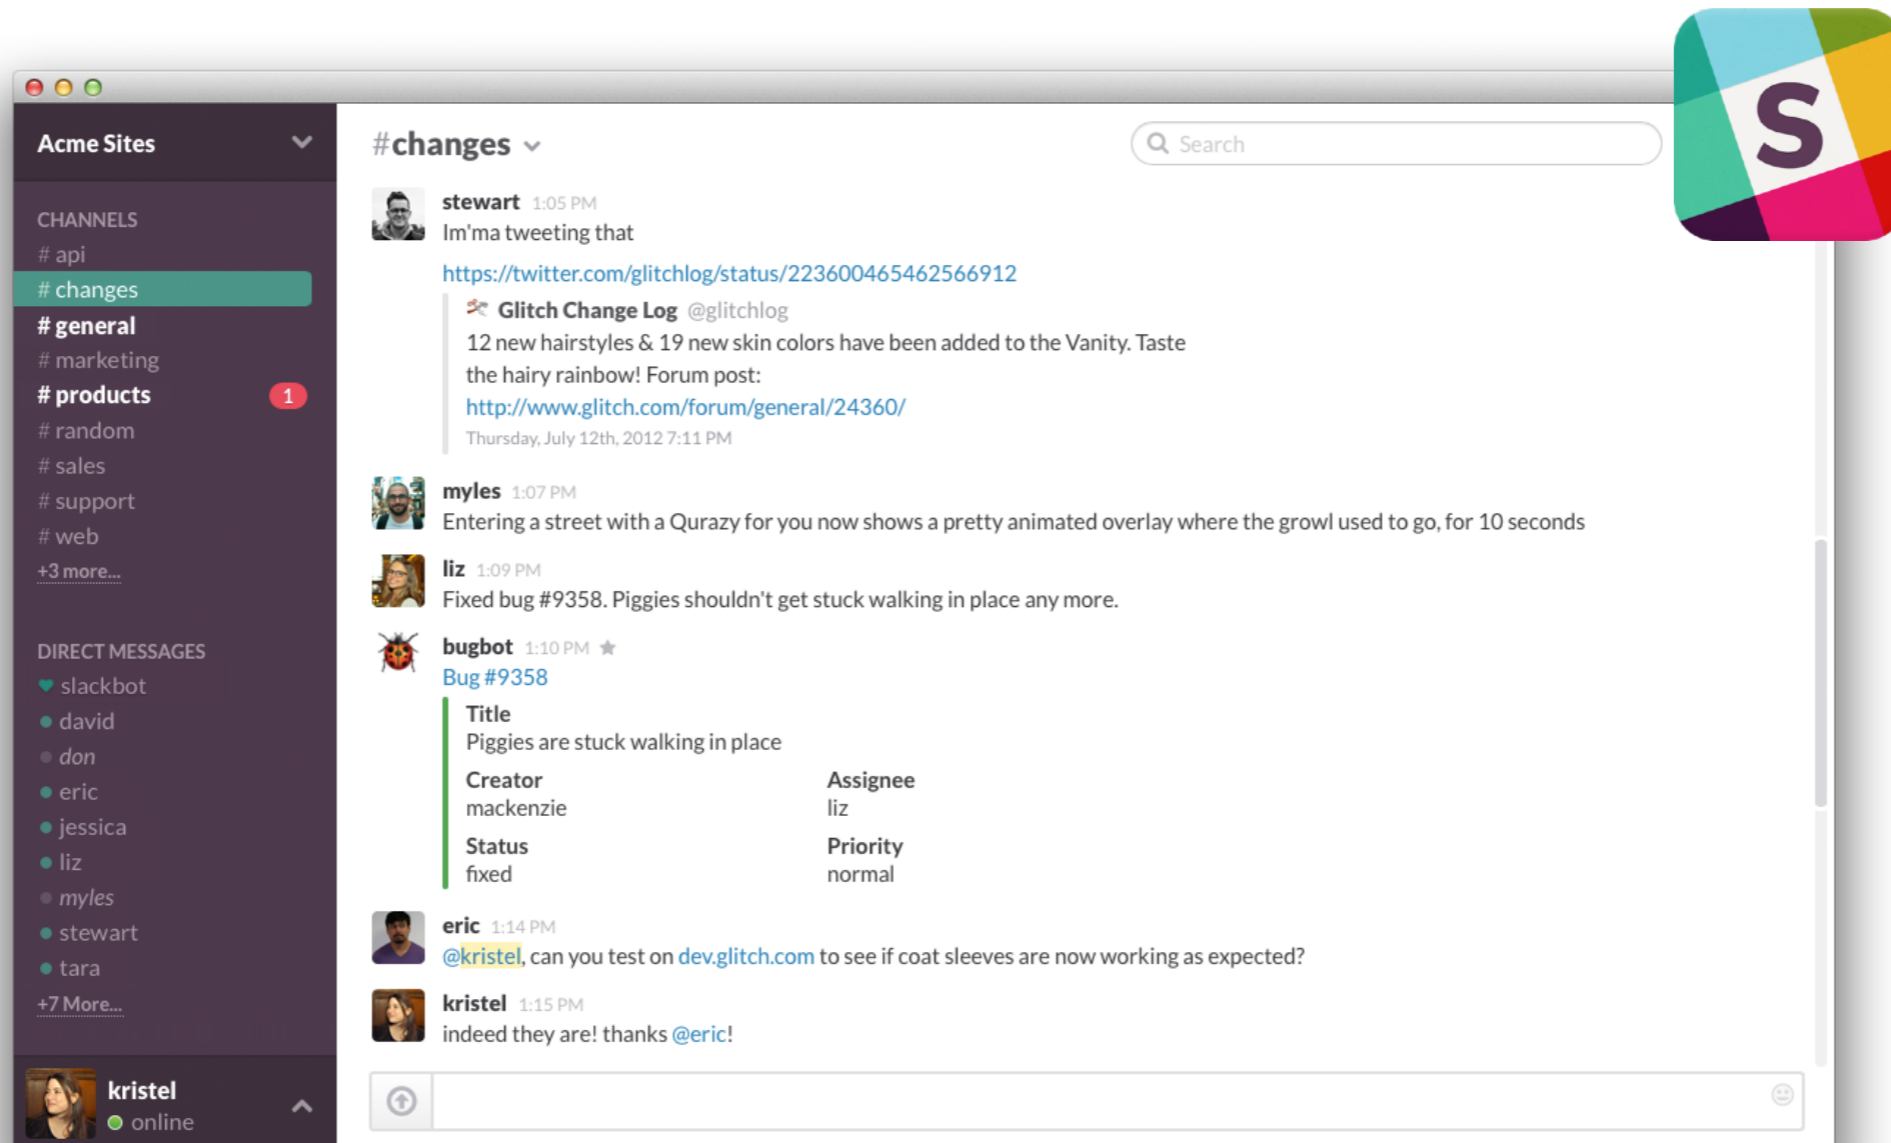 Acme Sites
CHANNELS
# api
# changes
# general
# marketing
# products 1
# random
# sales
# support
# web
+3 more...
DIRECT MESSAGES
slackbot
david
don
eric
jessica
liz
myles
stewart
tara
+7 More...
kristel
online
#changes
Search
S
stewart 1:05 PM
Im'ma tweeting that
https://twitter.com/glitchlog/status/223600465462566912
Glitch Change Log @glitchlog
12 new hairstyles & 19 new skin colors have been added to the Vanity. Taste
the hairy rainbow! Forum post:
http://www.glitch.com/forum/general/24360/
Thursday, July 12th, 2012 7:11 PM
myles 1:07 PM
Entering a street with a Qurazy for you now shows a pretty animated overlay where the growl used to go, for 10 seconds
liz 1:09 PM
Fixed bug #9358. Piggies shouldn't get stuck walking in place any more.
bugbot 1:10 PM
Bug #9358
Title
Piggies are stuck walking in place
Creator Assignee
mackenzie liz
Status Priority
fixed normal
eric 1:14 PM
@kristel, can you test on dev.glitch.com to see if coat sleeves are now working as expected?
kristel 1:15 PM
indeed they are! thanks @eric!